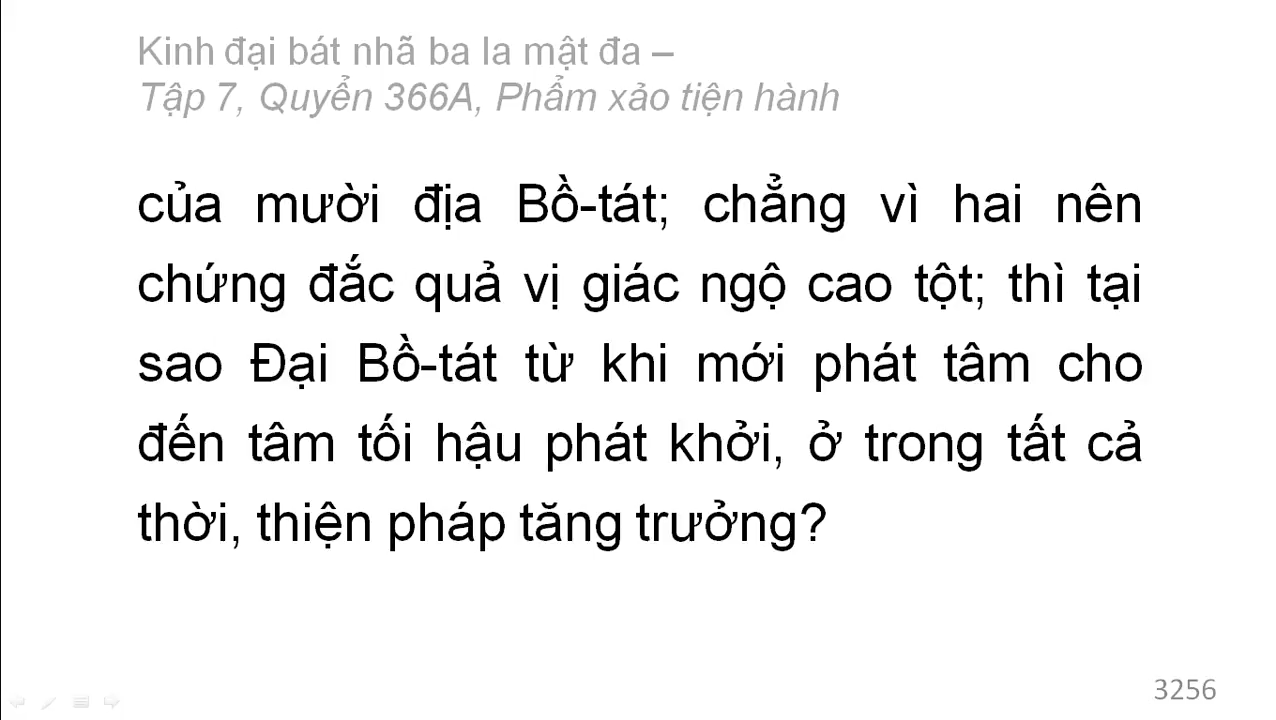 Kinh đại bát nhã ba la mật đa –
Tập 7, Quyển 366A, Phẩm xảo tiện hành
của mười địa Bồ-tát; chẳng vì hai nên
chứng đắc quả vị giác ngộ cao tột; thì tại
sao Đại Bồ-tát từ khi mới phát tâm cho
đến tâm tối hậu phát khởi, ở trong tất cả
thời, thiện pháp tăng trưởng?
3256